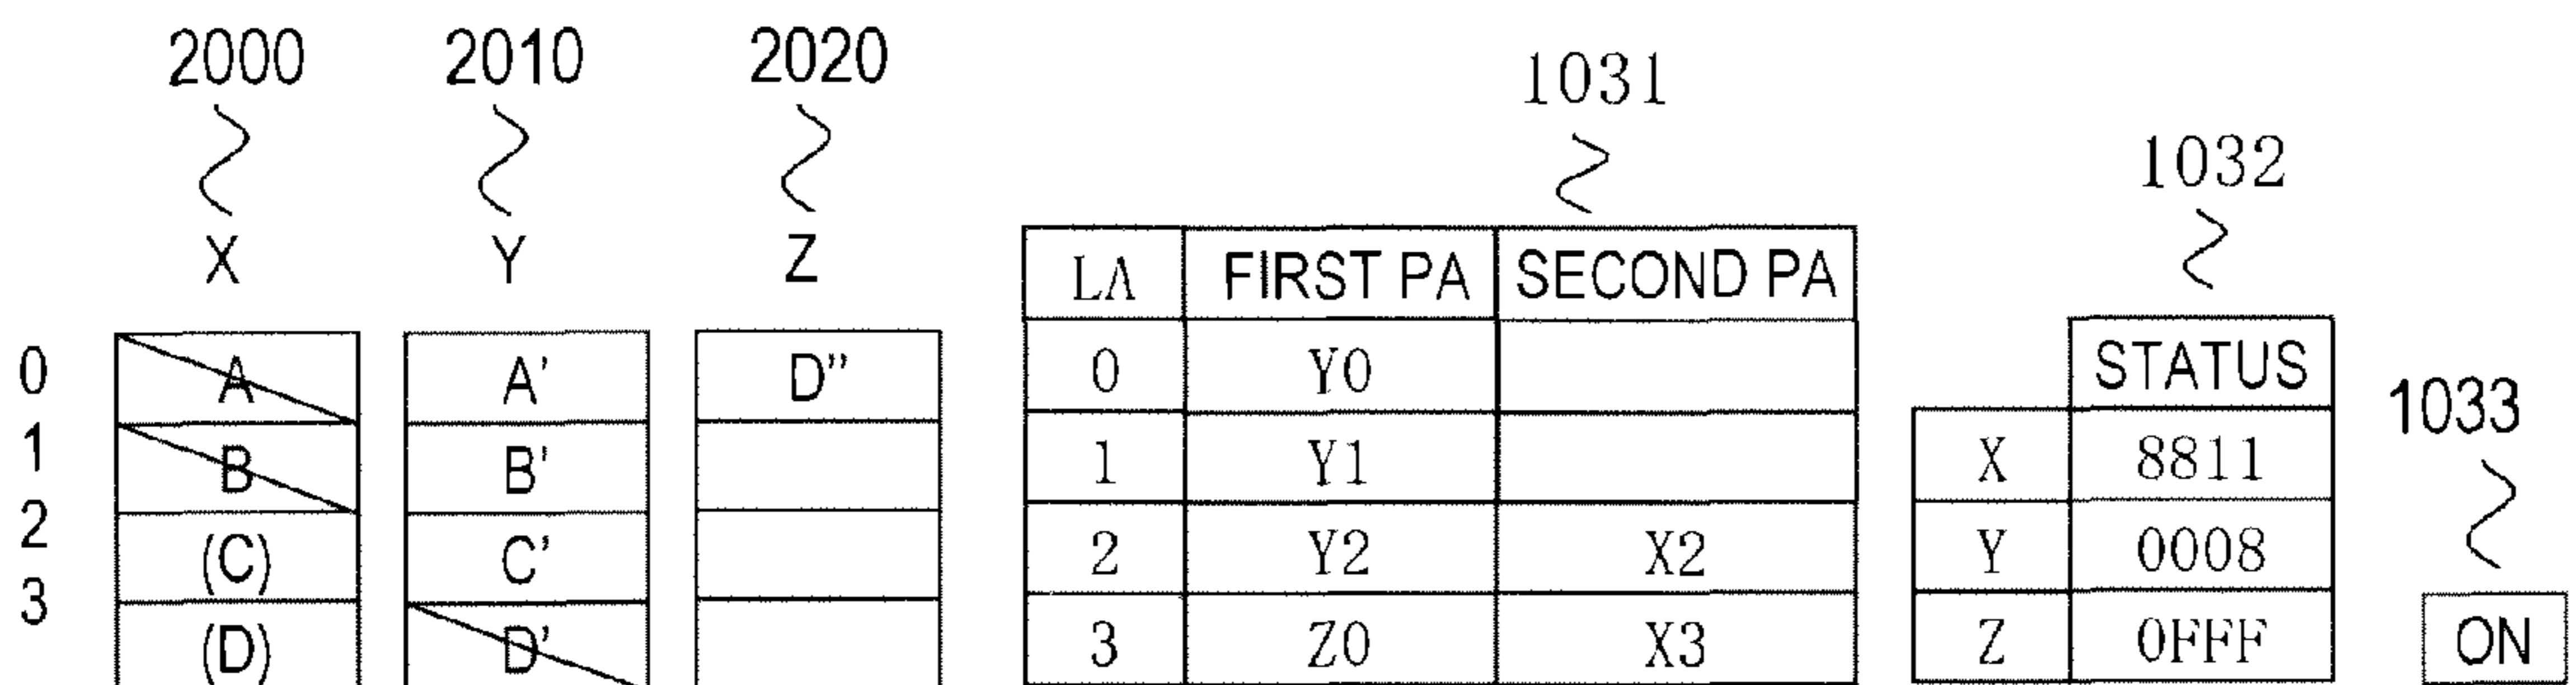 2000 2010 2020
1031
1032
X Y Z
LA FIRST PA SECOND PA
0 A A' D" 0 Y0 STATUS
1033
1 B B' 1 Y1 X 8811
2 (C) C' 2 Y2 X2 Y 0008
3 (D) D' 3 Z0 X3 Z 0FFF ON